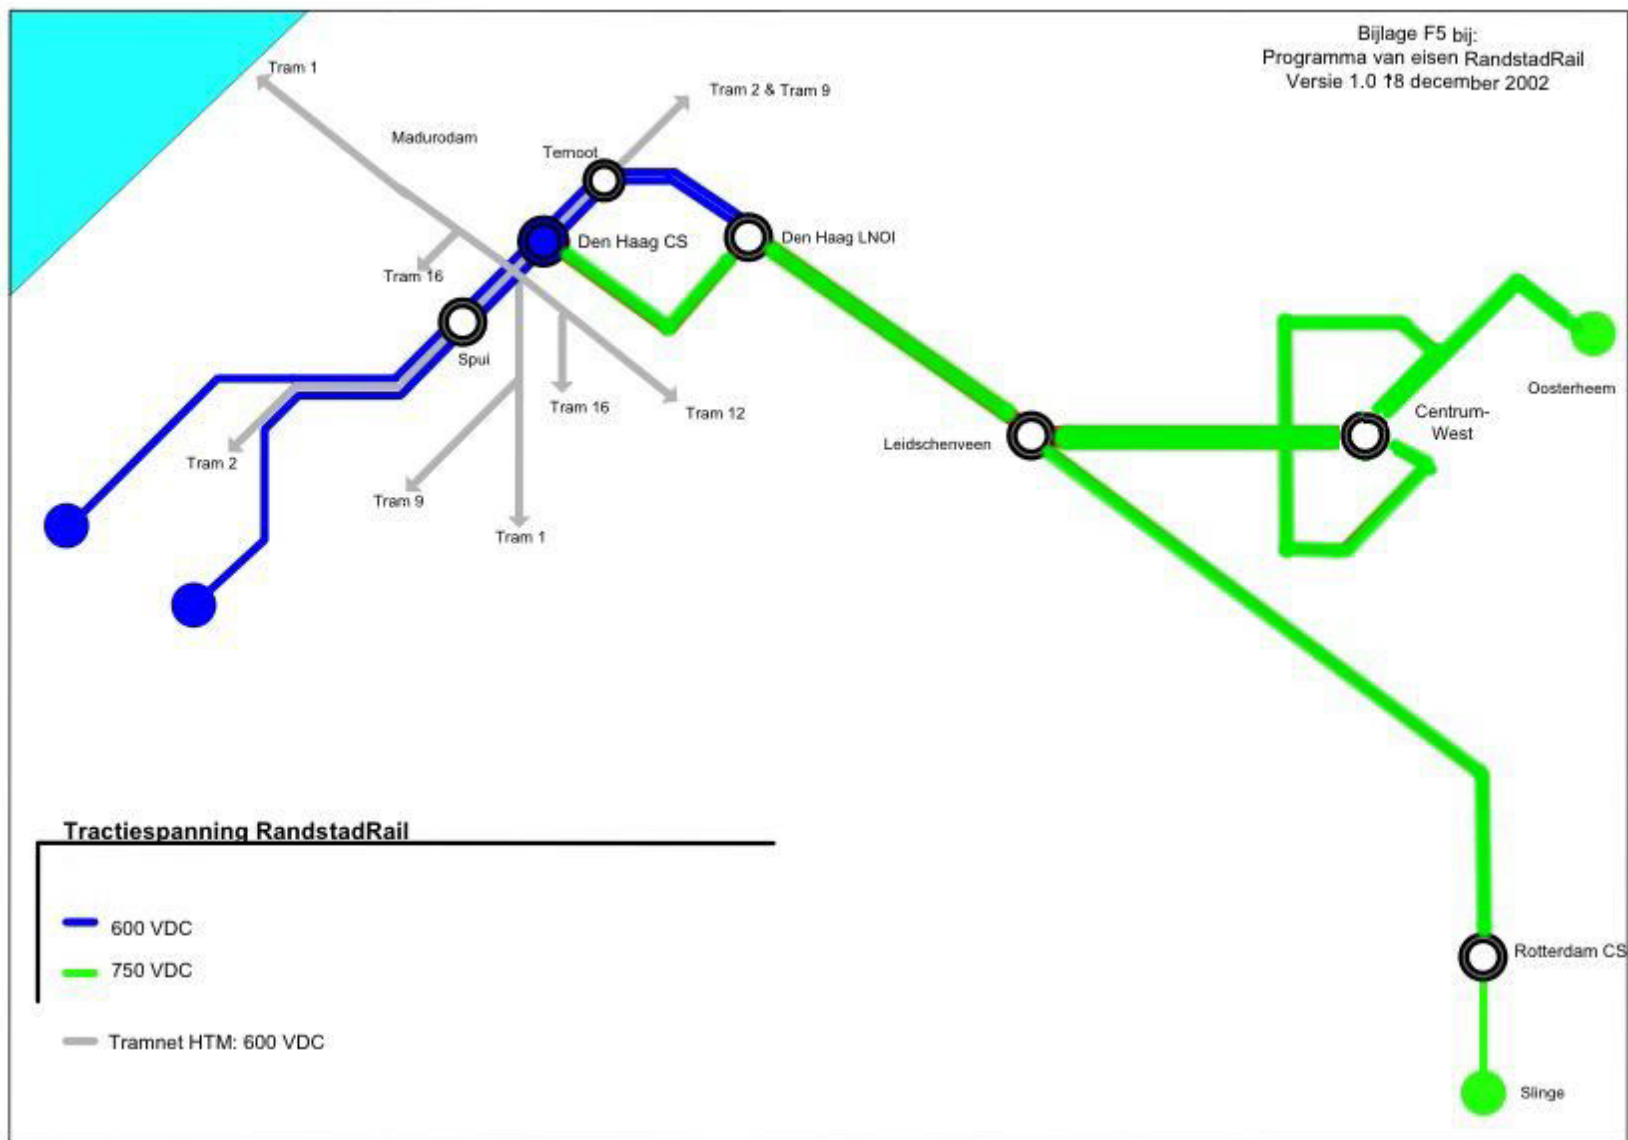 Bijlage F5 bij:
Programma van eisen RandstadRail
Versie 1.0 18 december 2002
Tram 1
Tram 2 & Tram 9
Madurodam
Ternoot
Den Haag CS
Den Haag LNOI
Tram 16
Spui
Oosterheem
Centrum-
West
Tram 16
Tram 12
Leidschenveen
Tram 2
Tram 9
Tram 1
Tractiespanning RandstadRail
600 VDC
750 VDC
Tramnet HTM: 600 VDC
Rotterdam CS
Slinge